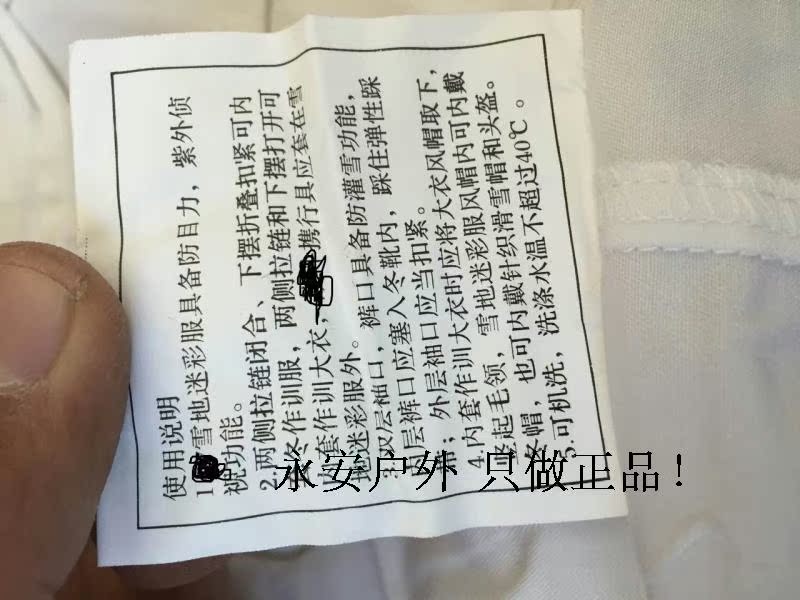 使用说明
1 雪地迷彩服具备防目力，紫外侦
视功能。
2.两侧拉链闭合、下摆折叠扣紧可内
冬作训服，两侧拉链和下摆打开可
套作训大衣，携行具应套在雪
地迷彩服外。
双层袖口，裤口具备防灌雪功能，
层裤口应塞入冬靴内，踩住弹性踩
带；外层袖口应当扣紧。
4.内套作训大衣时应将大衣风帽取下，
起毛领，雪地迷彩服风帽内可内戴
冬帽，也可内戴针织滑雪帽和头盔。
5.可机洗，洗涤水温不超过40℃。
永安户外 只做正品！